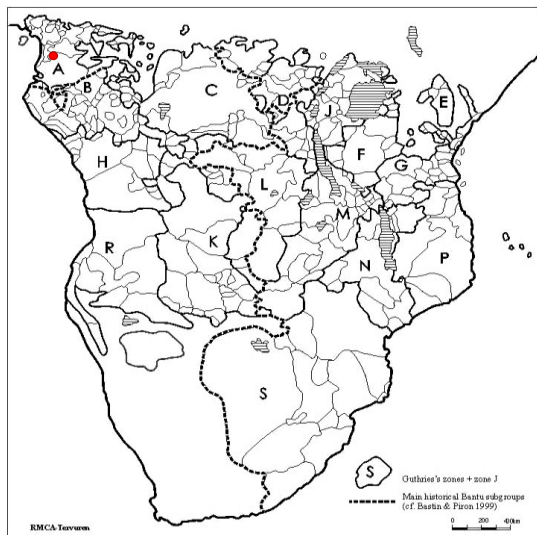 A
B
C
D
J
E
F
G
H
L
M
K
R
N
P
S
S
Guthrie's zones + zone J
Main historical Bantu subgroups
(cf. Bastin & Piron 1999)
RMCA-Tervuren
0 200 400km